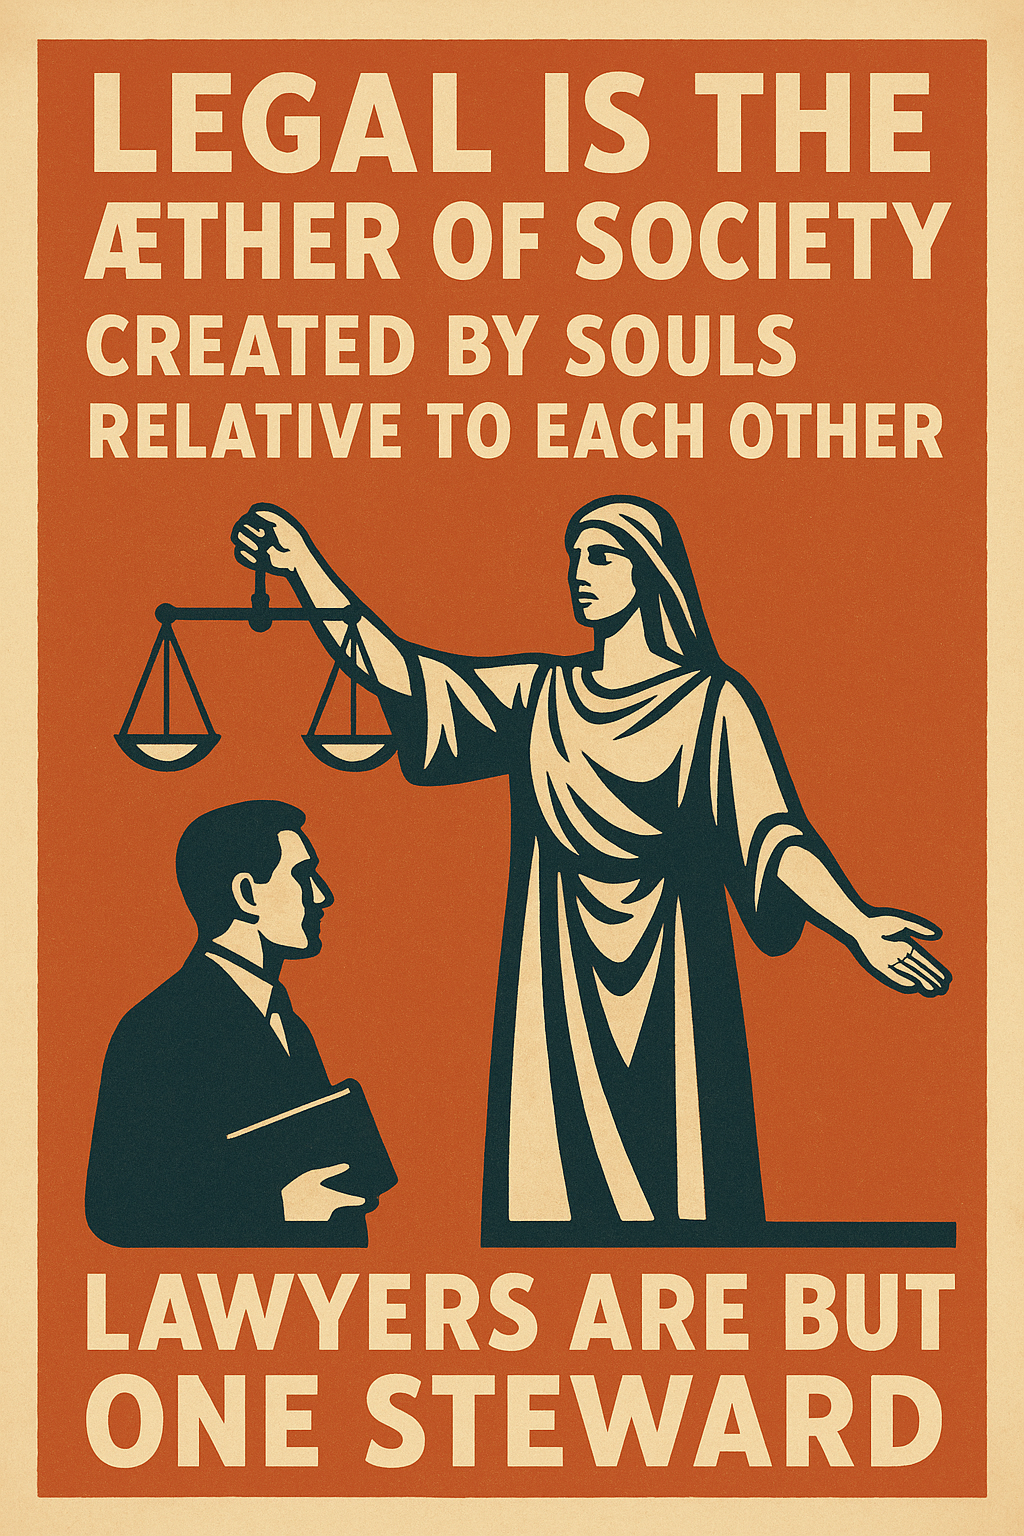 LEGAL IS THE
ÆTHER OF SOCIETY
CREATED BY SOULS
RELATIVE TO EACH OTHER
LAWYERS ARE BUT
ONE STEWARD